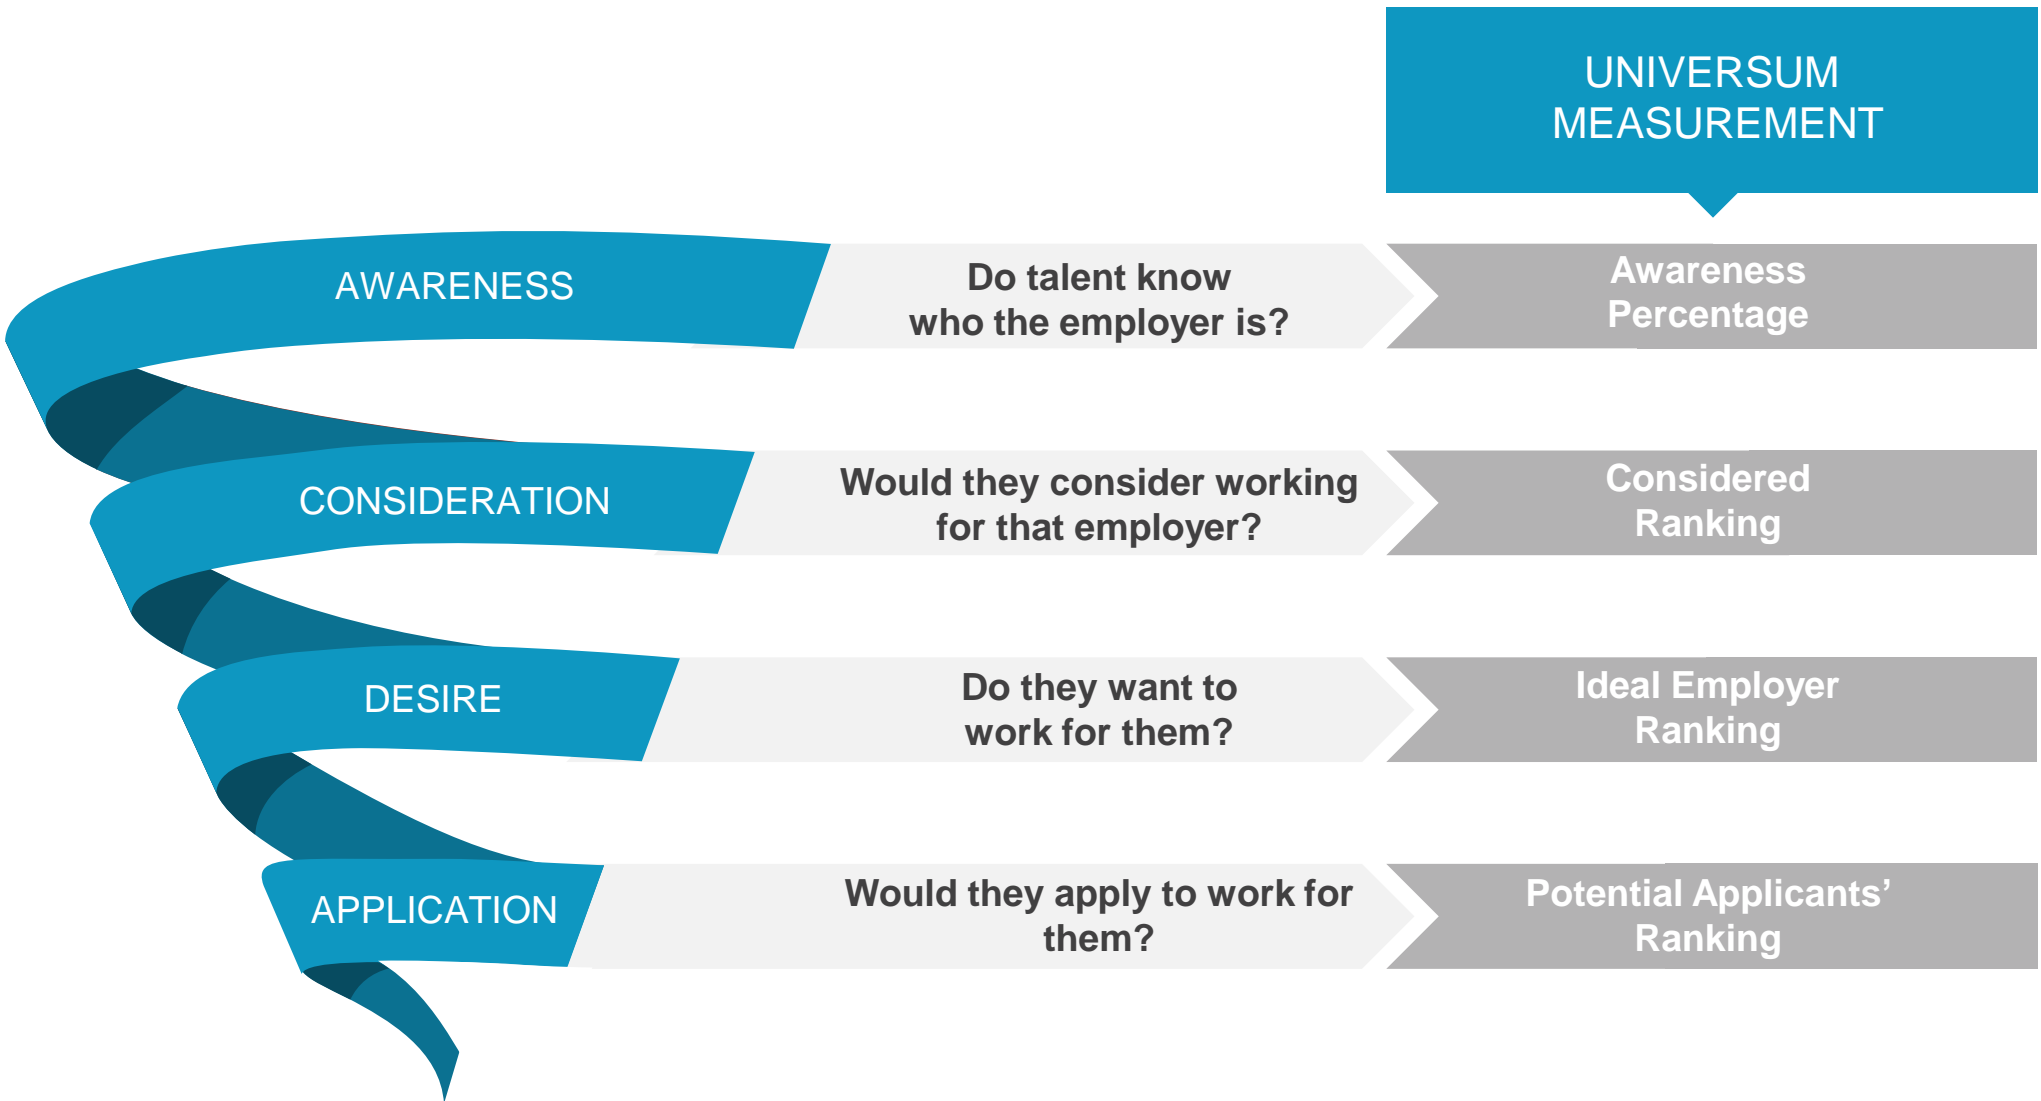 UNIVERSUM
MEASUREMENT
AWARENESS
Do talent know
who the employer is?
Awareness
Percentage
CONSIDERATION
Would they consider working
for that employer?
Considered
Ranking
DESIRE
Do they want to
work for them?
Ideal Employer
Ranking
APPLICATION
Would they apply to work for
them?
Potential Applicants’
Ranking